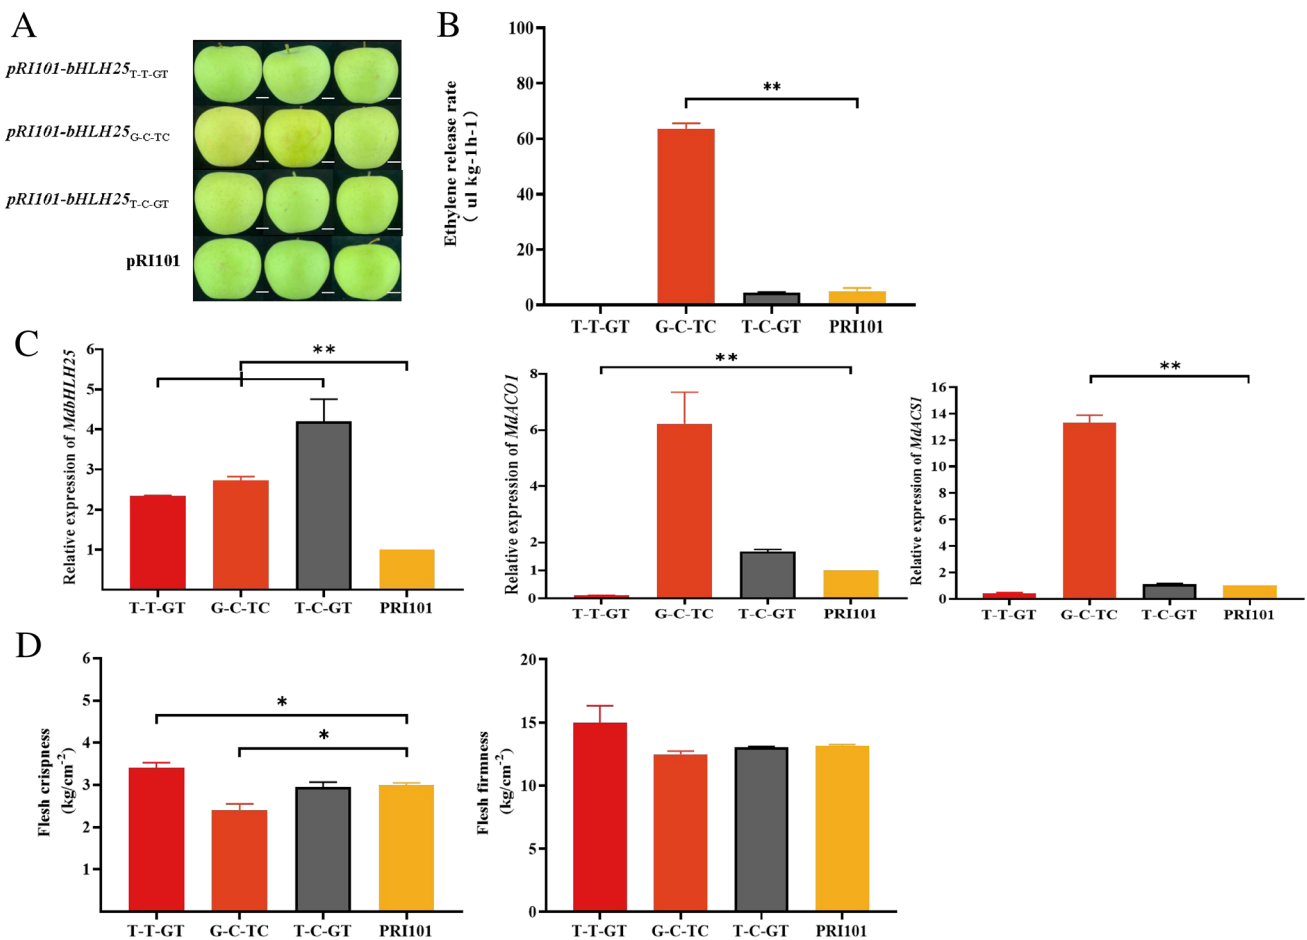 A
pRI101-bHLH25T-T-GT
pRI101-bHLH25G-C-TC
pRI101-bHLH25T-C-GT
pRI101
B
Ethylene release rate
( ul kg-1h-1)
100
80
60
40
20
0
**
T-T-GT G-C-TC T-C-GT PRI101
C
Relative expression of MdbHLH25
6
5
4
3
2
1
**
T-T-GT G-C-TC T-C-GT PRI101
Relative expression of MdACO1
8
6
4
2
1
0
**
T-T-GT G-C-TC T-C-GT PRI101
Relative expression of MdACS1
16
14
12
10
8
6
4
2
0
**
T-T-GT G-C-TC T-C-GT PRI101
D
Flesh crispness
(kg/cm-2)
6
5
4
3
2
1
*
*
T-T-GT G-C-TC T-C-GT PRI101
Flesh firmness
(kg/cm-2)
20
15
10
5
0
T-T-GT G-C-TC T-C-GT PRI101